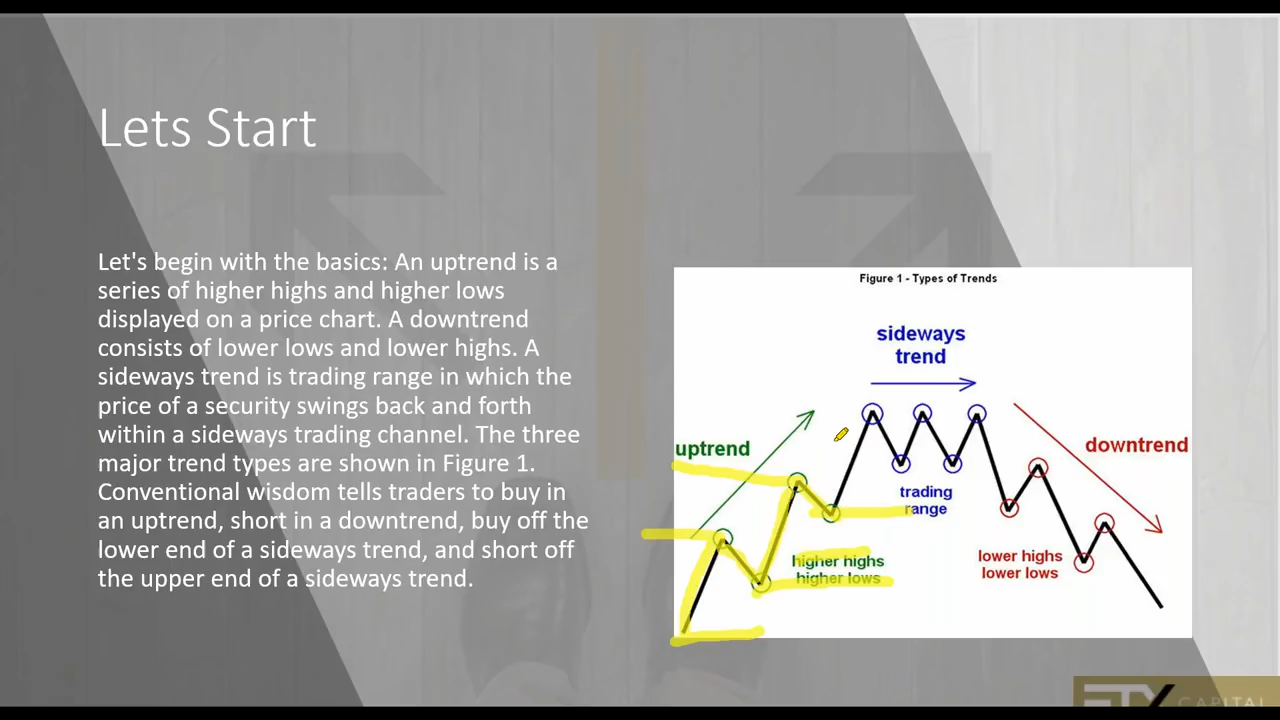 Lets Start
Let's begin with the basics: An uptrend is a
series of higher highs and higher lows
displayed on a price chart. A downtrend
consists of lower lows and lower highs. A
sideways trend is trading range in which the
price of a security swings back and forth
within a sideways trading channel. The three
major trend types are shown in Figure 1.
Conventional wisdom tells traders to buy in
an uptrend, short in a downtrend, buy off the
lower end of a sideways trend, and short off
the upper end of a sideways trend.
Figure 1 - Types of Trends
sideways
trend
uptrend
downtrend
trading
range
higher highs
higher lows
lower highs
lower lows
CAPITAL